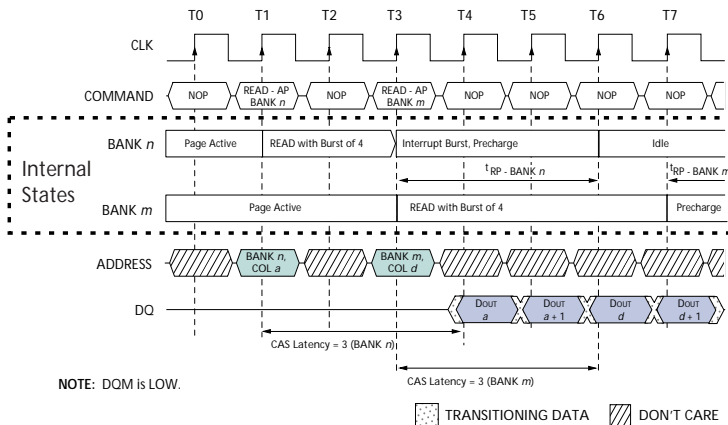 T0 T1 T2 T3 T4 T5 T6 T7
CLK
COMMAND NOP READ - AP BANK n NOP READ - AP BANK m NOP NOP NOP NOP
Internal States
BANK n Page Active READ with Burst of 4 Interrupt Burst, Precharge Idle
tRP - BANK n tRP - BANK m
BANK m Page Active READ with Burst of 4 Precharge
ADDRESS BANK n, COL a BANK m, COL d
DQ DOUT a DOUT a + 1 DOUT d DOUT d + 1
CAS Latency = 3 (BANK n)
CAS Latency = 3 (BANK m)
NOTE: DQM is LOW.
TRANSITIONING DATA DON'T CARE